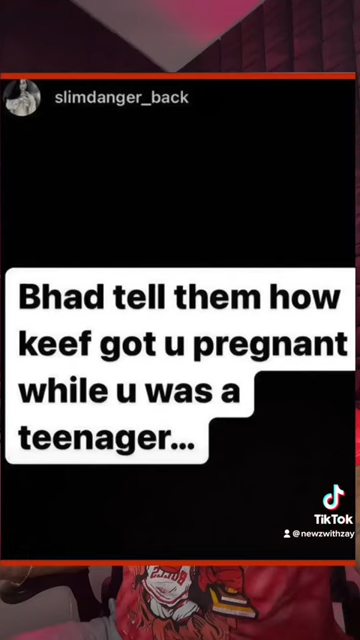 slimdanger_back
Bhad tell them how
keef got u pregnant
while u was a
teenager...
TikTok
@newzwithzay